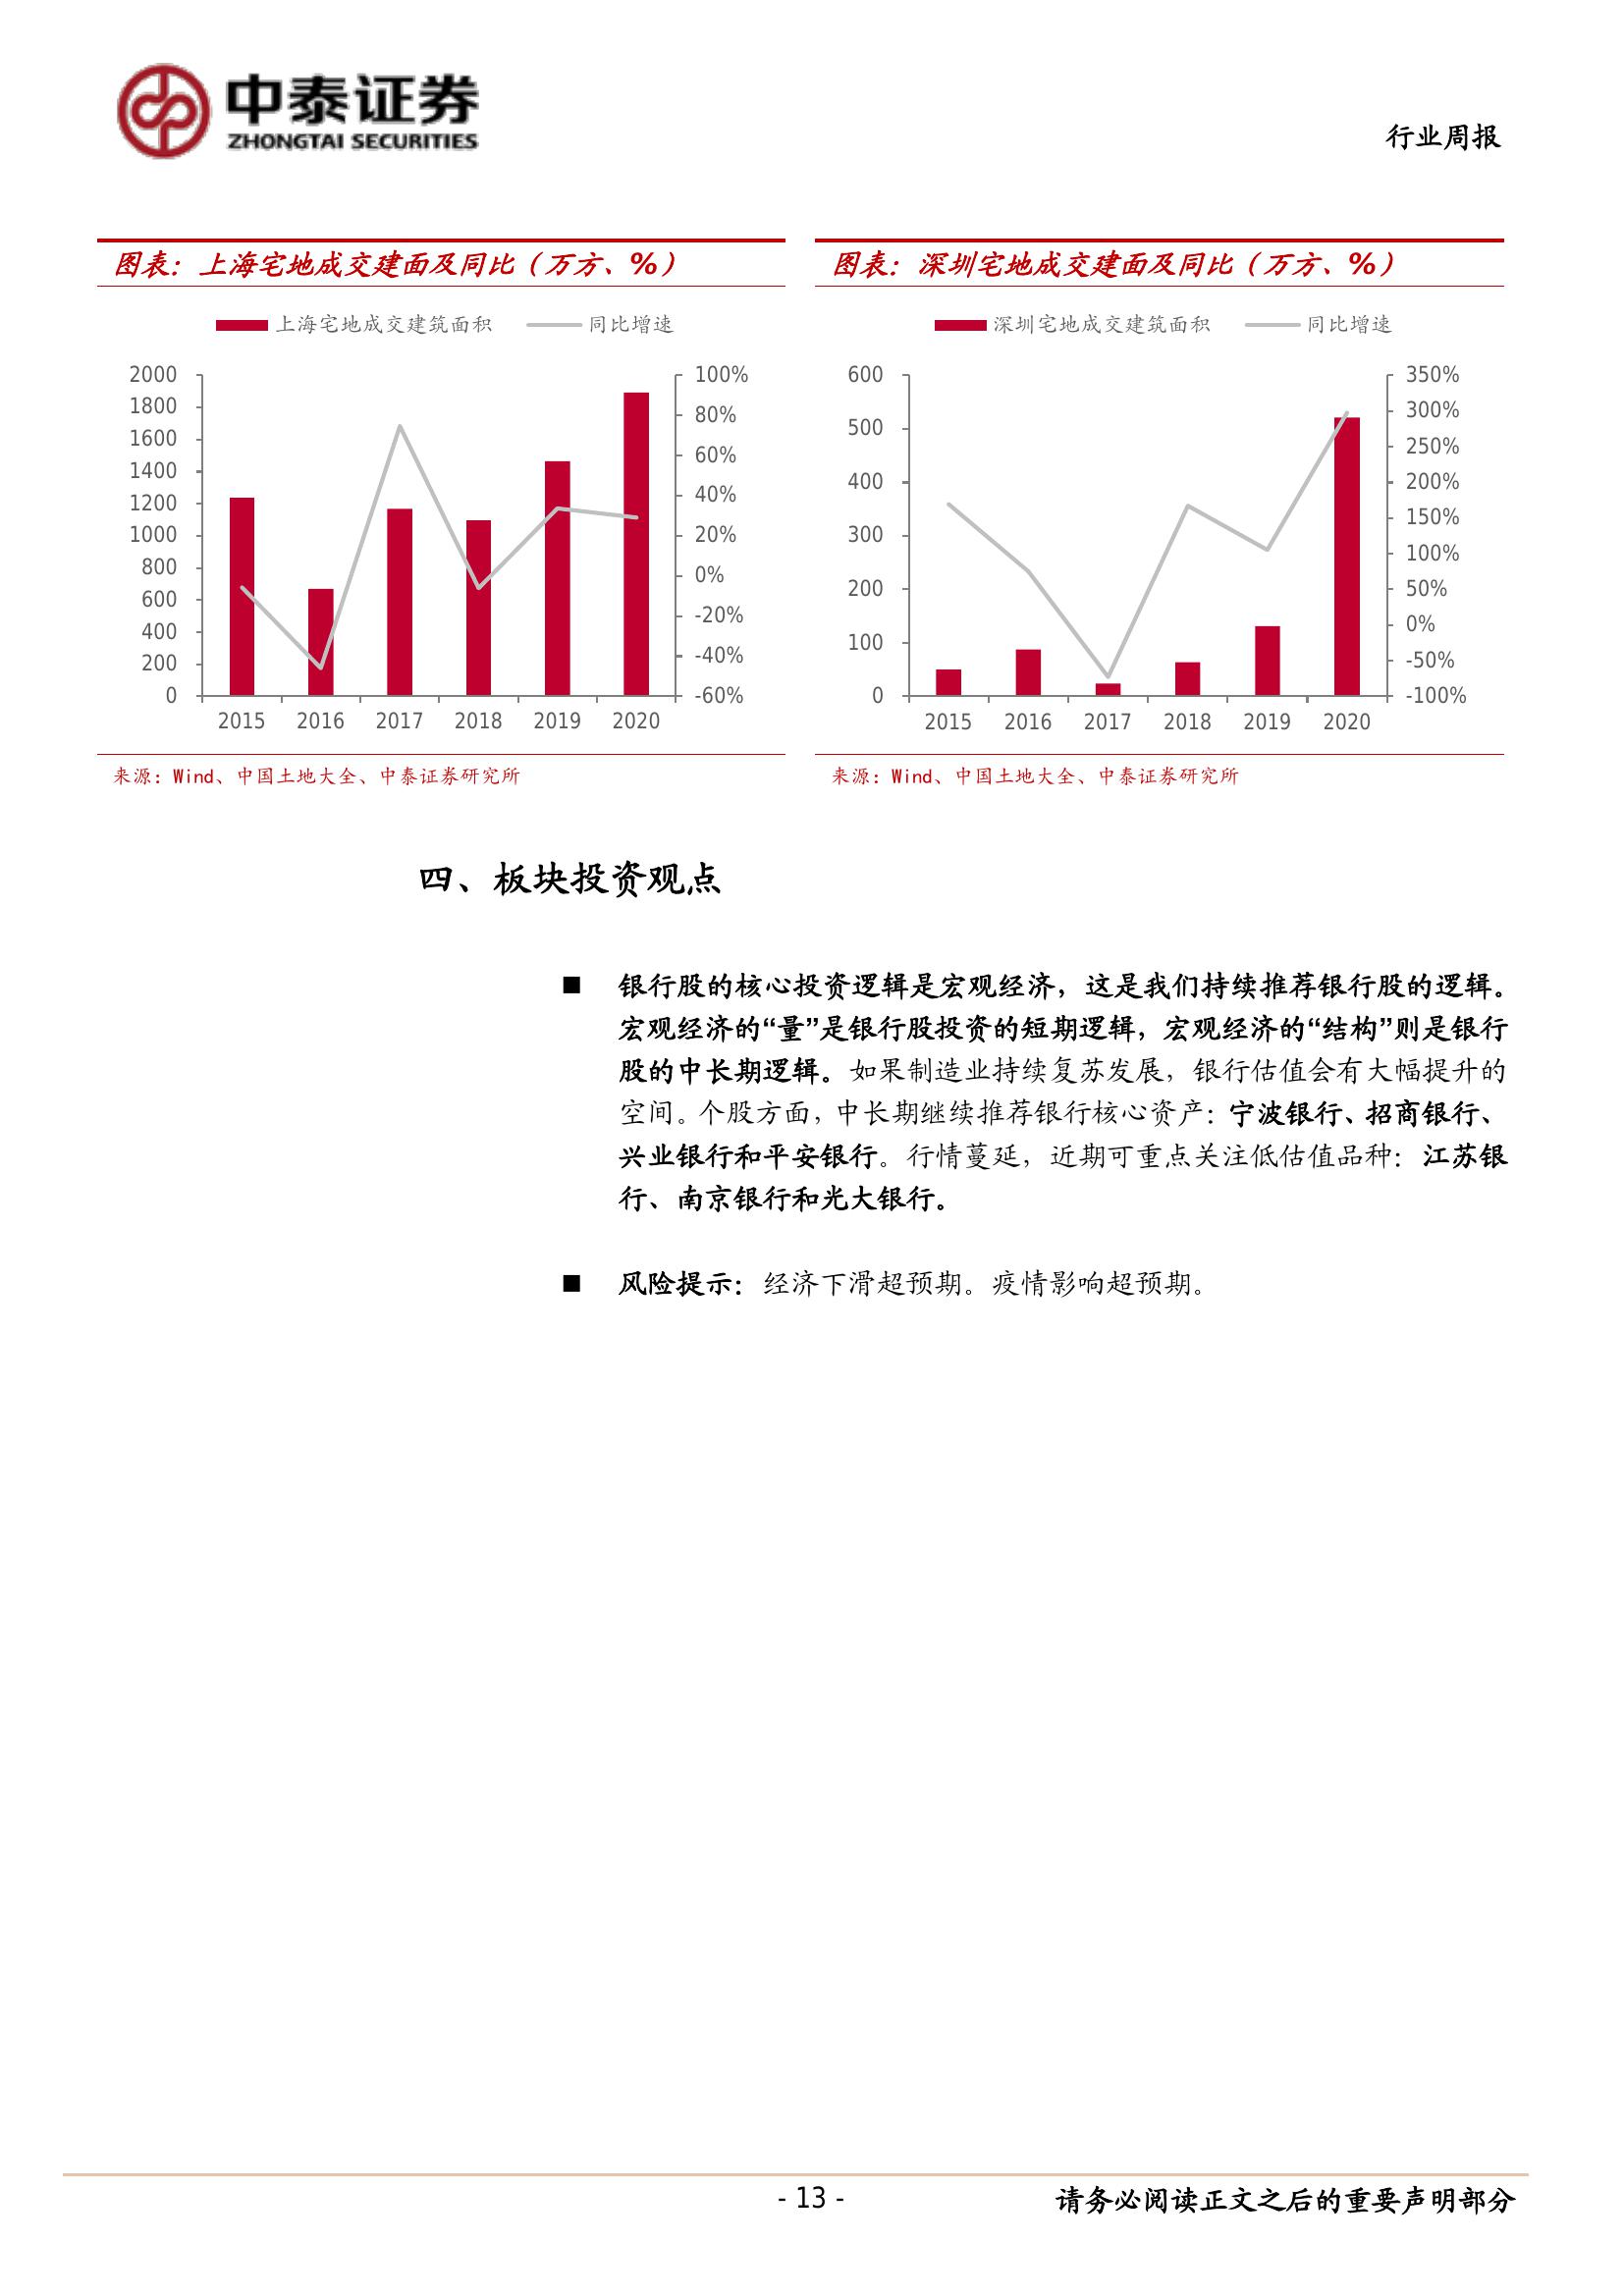 中泰证券
ZHONGTAI SECURITIES
行业周报
图表：上海宅地成交建面及同比（万方、%）
上海宅地成交建筑面积 同比增速
2000
1800
1600
1400
1200
1000
800
600
400
200
0
100%
80%
60%
40%
20%
0%
-20%
-40%
-60%
2015 2016 2017 2018 2019 2020
来源：Wind、中国土地大全、中泰证券研究所
图表：深圳宅地成交建面及同比（万方、%）
深圳宅地成交建筑面积 同比增速
600
500
400
300
200
100
0
350%
300%
250%
200%
150%
100%
50%
0%
-50%
-100%
2015 2016 2017 2018 2019 2020
来源：Wind、中国土地大全、中泰证券研究所
四、板块投资观点
■ 银行股的核心投资逻辑是宏观经济，这是我们持续推荐银行股的逻辑。
宏观经济的“量”是银行股投资的短期逻辑，宏观经济的“结构”则是银行
股的中长期逻辑。如果制造业持续复苏发展，银行估值会有大幅提升的
空间。个股方面，中长期继续推荐银行核心资产：宁波银行、招商银行、
兴业银行和平安银行。行情蔓延，近期可重点关注低估值品种：江苏银
行、南京银行和光大银行。
■ 风险提示：经济下滑超预期。疫情影响超预期。
- 13 -
请务必阅读正文之后的重要声明部分